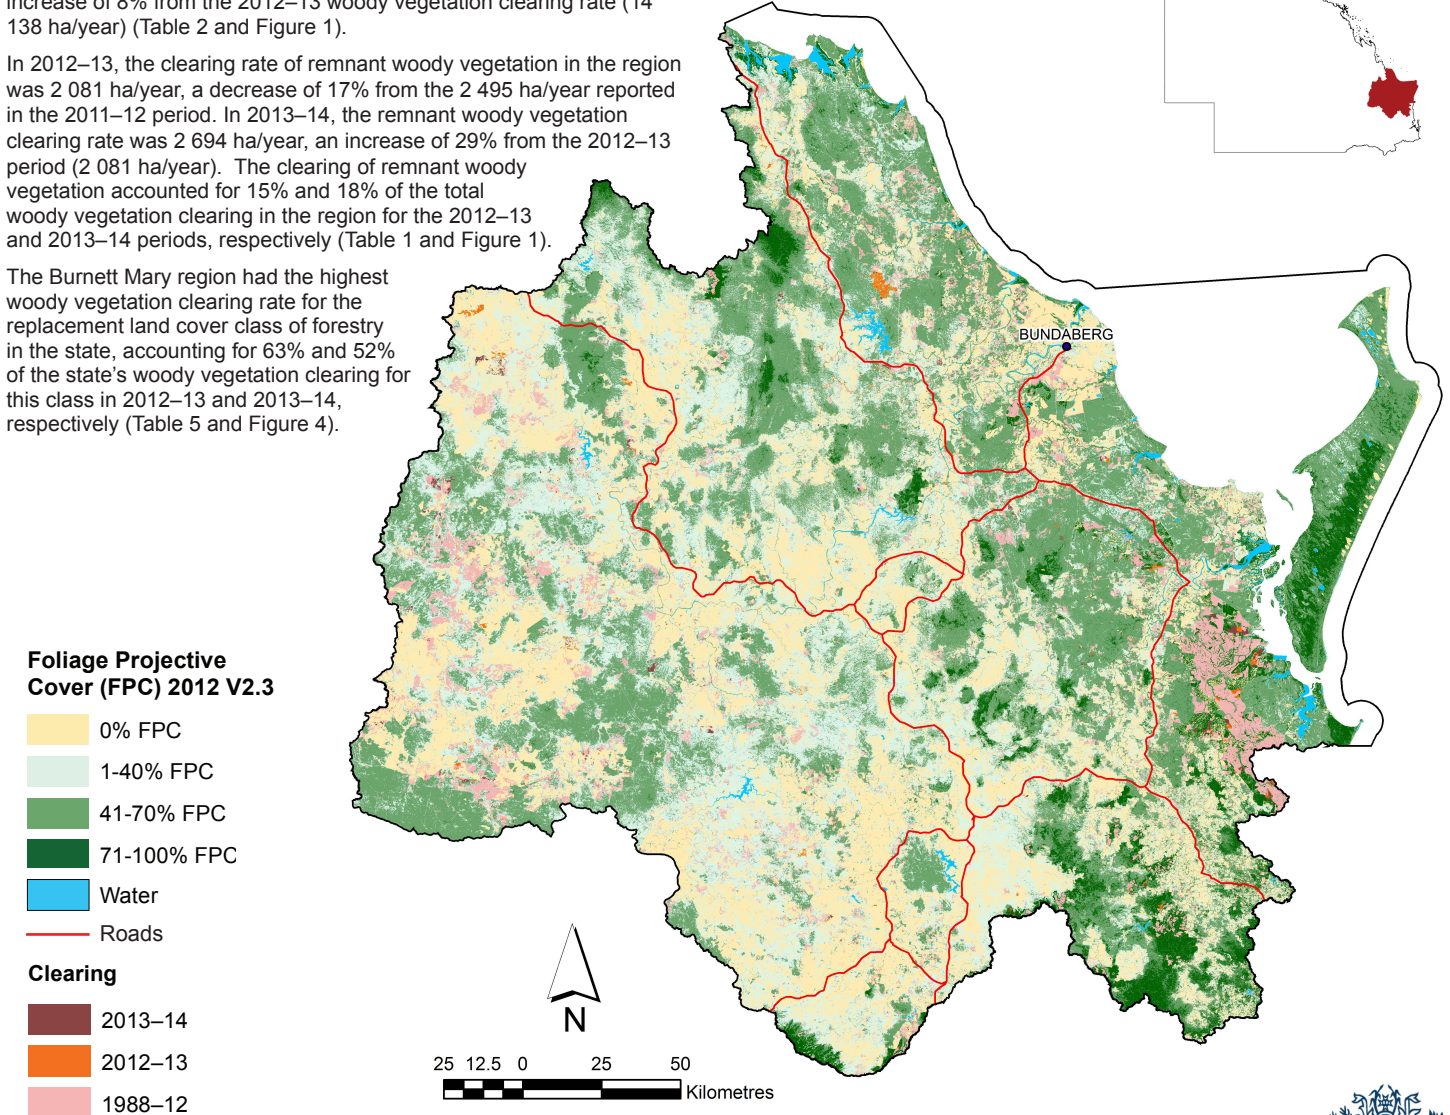 increase of 8% from the 2012–13 woody vegetation clearing rate (14
138 ha/year) (Table 2 and Figure 1).
In 2012–13, the clearing rate of remnant woody vegetation in the region
was 2 081 ha/year, a decrease of 17% from the 2 495 ha/year reported
in the 2011–12 period. In 2013–14, the remnant woody vegetation
clearing rate was 2 694 ha/year, an increase of 29% from the 2012–13
period (2 081 ha/year). The clearing of remnant woody
vegetation accounted for 15% and 18% of the total
woody vegetation clearing in the region for the 2012–13
and 2013–14 periods, respectively (Table 1 and Figure 1).
The Burnett Mary region had the highest
woody vegetation clearing rate for the
replacement land cover class of forestry
in the state, accounting for 63% and 52%
of the state's woody vegetation clearing for
this class in 2012–13 and 2013–14,
respectively (Table 5 and Figure 4).
BUNDABERG
Foliage Projective
Cover (FPC) 2012 V2.3
0% FPC
1-40% FPC
41-70% FPC
71-100% FPC
Water
Roads
Clearing
2013–14
2012–13
1988–12
N
25 12.5 0 25 50
Kilometres